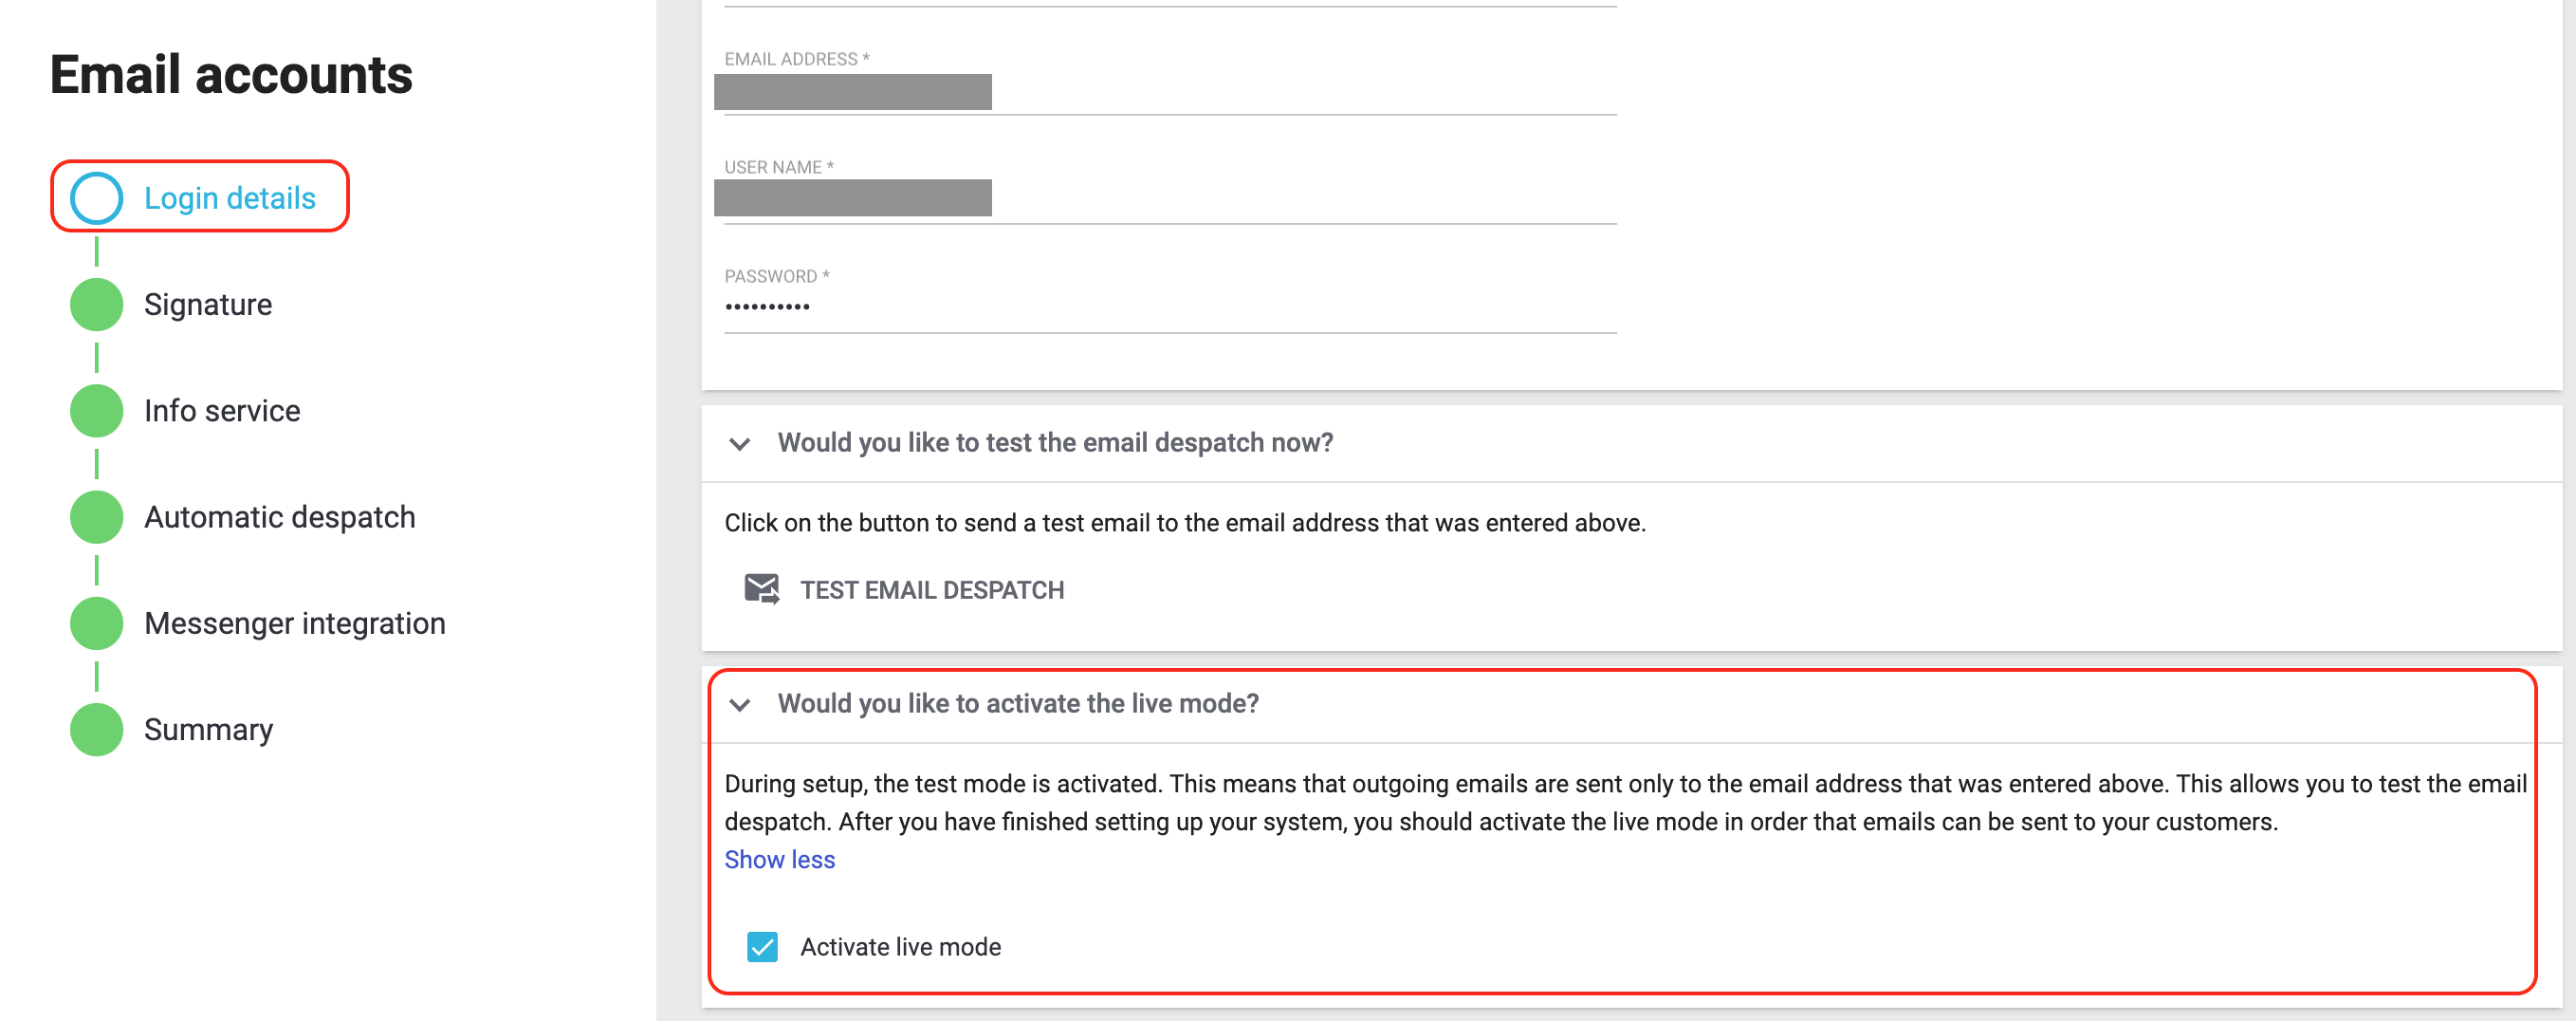 Email accounts
Login details
Signature
Info service
Automatic despatch
Messenger integration
Summary
EMAIL ADDRESS *
USER NAME *
PASSWORD *
••••••••••
Would you like to test the email despatch now?
Click on the button to send a test email to the email address that was entered above.
TEST EMAIL DESPATCH
Would you like to activate the live mode?
During setup, the test mode is activated. This means that outgoing emails are sent only to the email address that was entered above. This allows you to test the email
despatch. After you have finished setting up your system, you should activate the live mode in order that emails can be sent to your customers.
Show less
Activate live mode